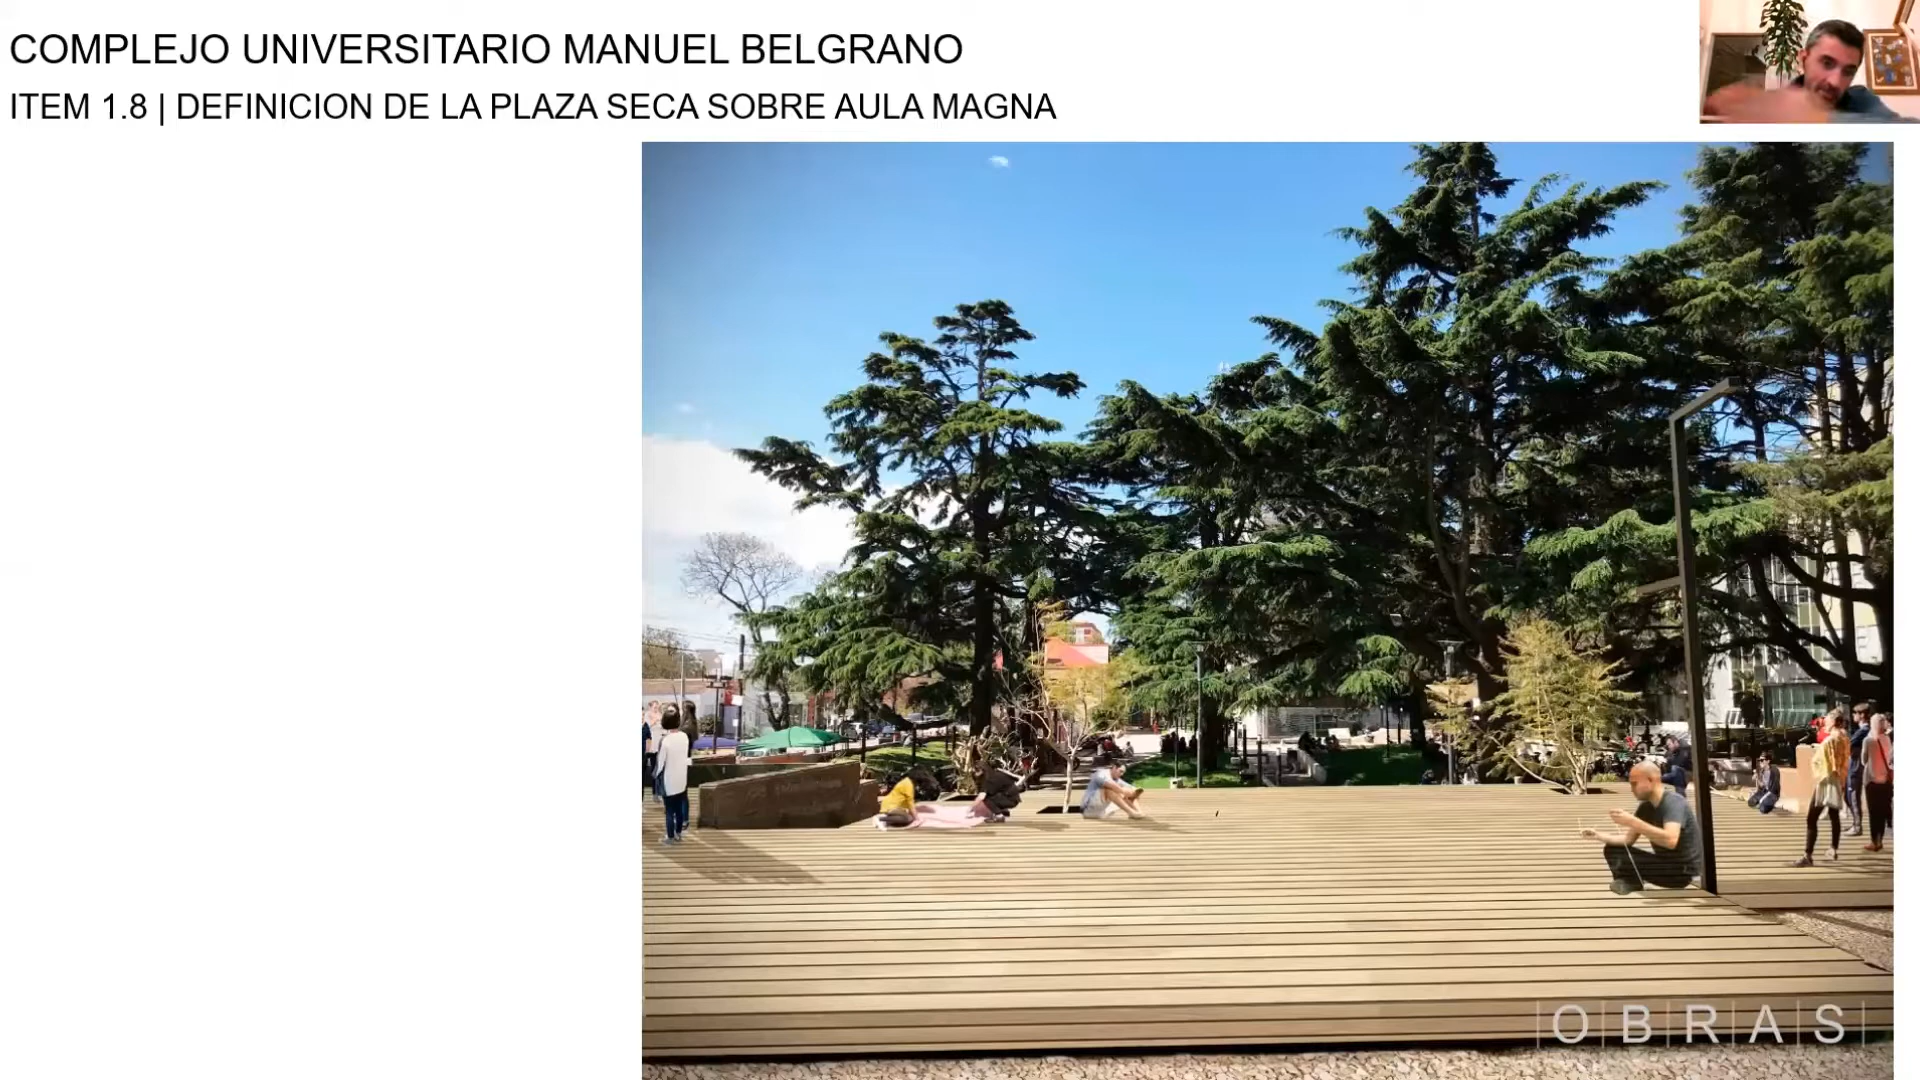 COMPLEJO UNIVERSITARIO MANUEL BELGRANO
ITEM 1.8 | DEFINICION DE LA PLAZA SECA SOBRE AULA MAGNA
|O|B|R|A|S|